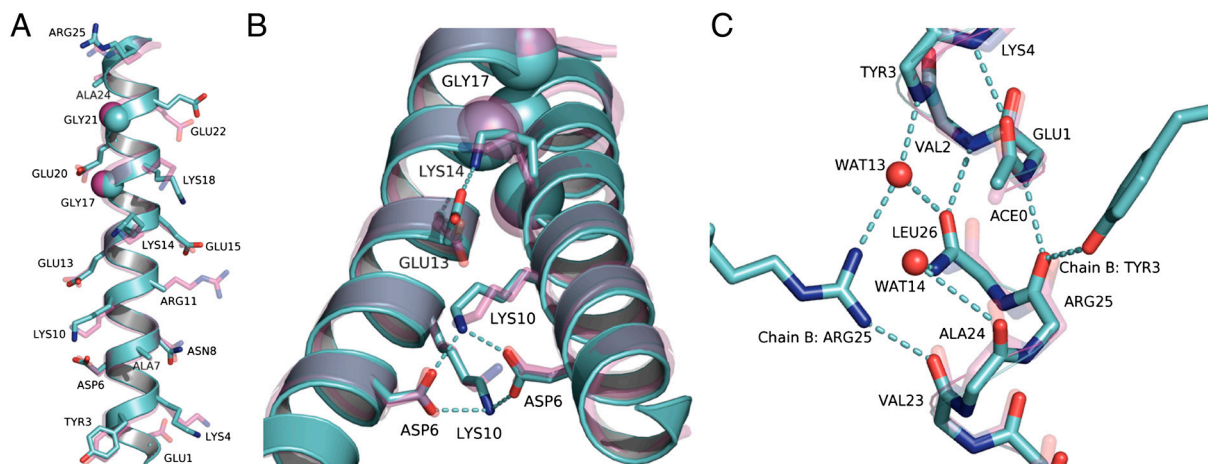 A
ARG25
ALA24
GLY21
GLU22
GLU20
LYS18
GLY17
LYS14
GLU15
GLU13
ARG11
LYS10
ASN8
ALA7
ASP6
TYR3
LYS4
GLU1
B
GLY17
LYS14
GLU13
LYS10
ASP6
ASP6
LYS10
C
LYS4
TYR3
GLU1
VAL2
WAT13
ACE0
LEU26
Chain B: TYR3
WAT14
ARG25
Chain B: ARG25
ALA24
VAL23